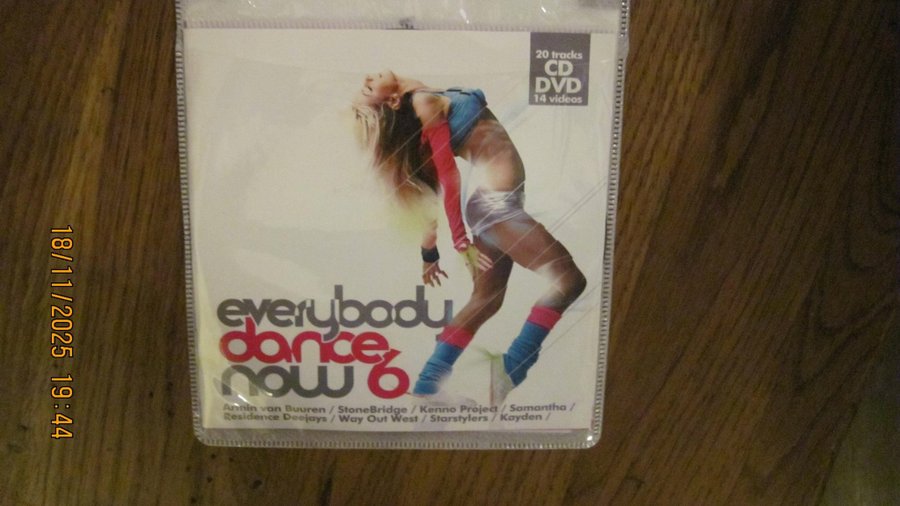 20 tracks
CD
DVD
14 videos
everybody
dance
now 6
Armin van Buuren / StoneBridge / Kenno Project / Samantha /
Residence Deejays / Way Out West / Starstylers / Kayden /
18/11/2025 19:44